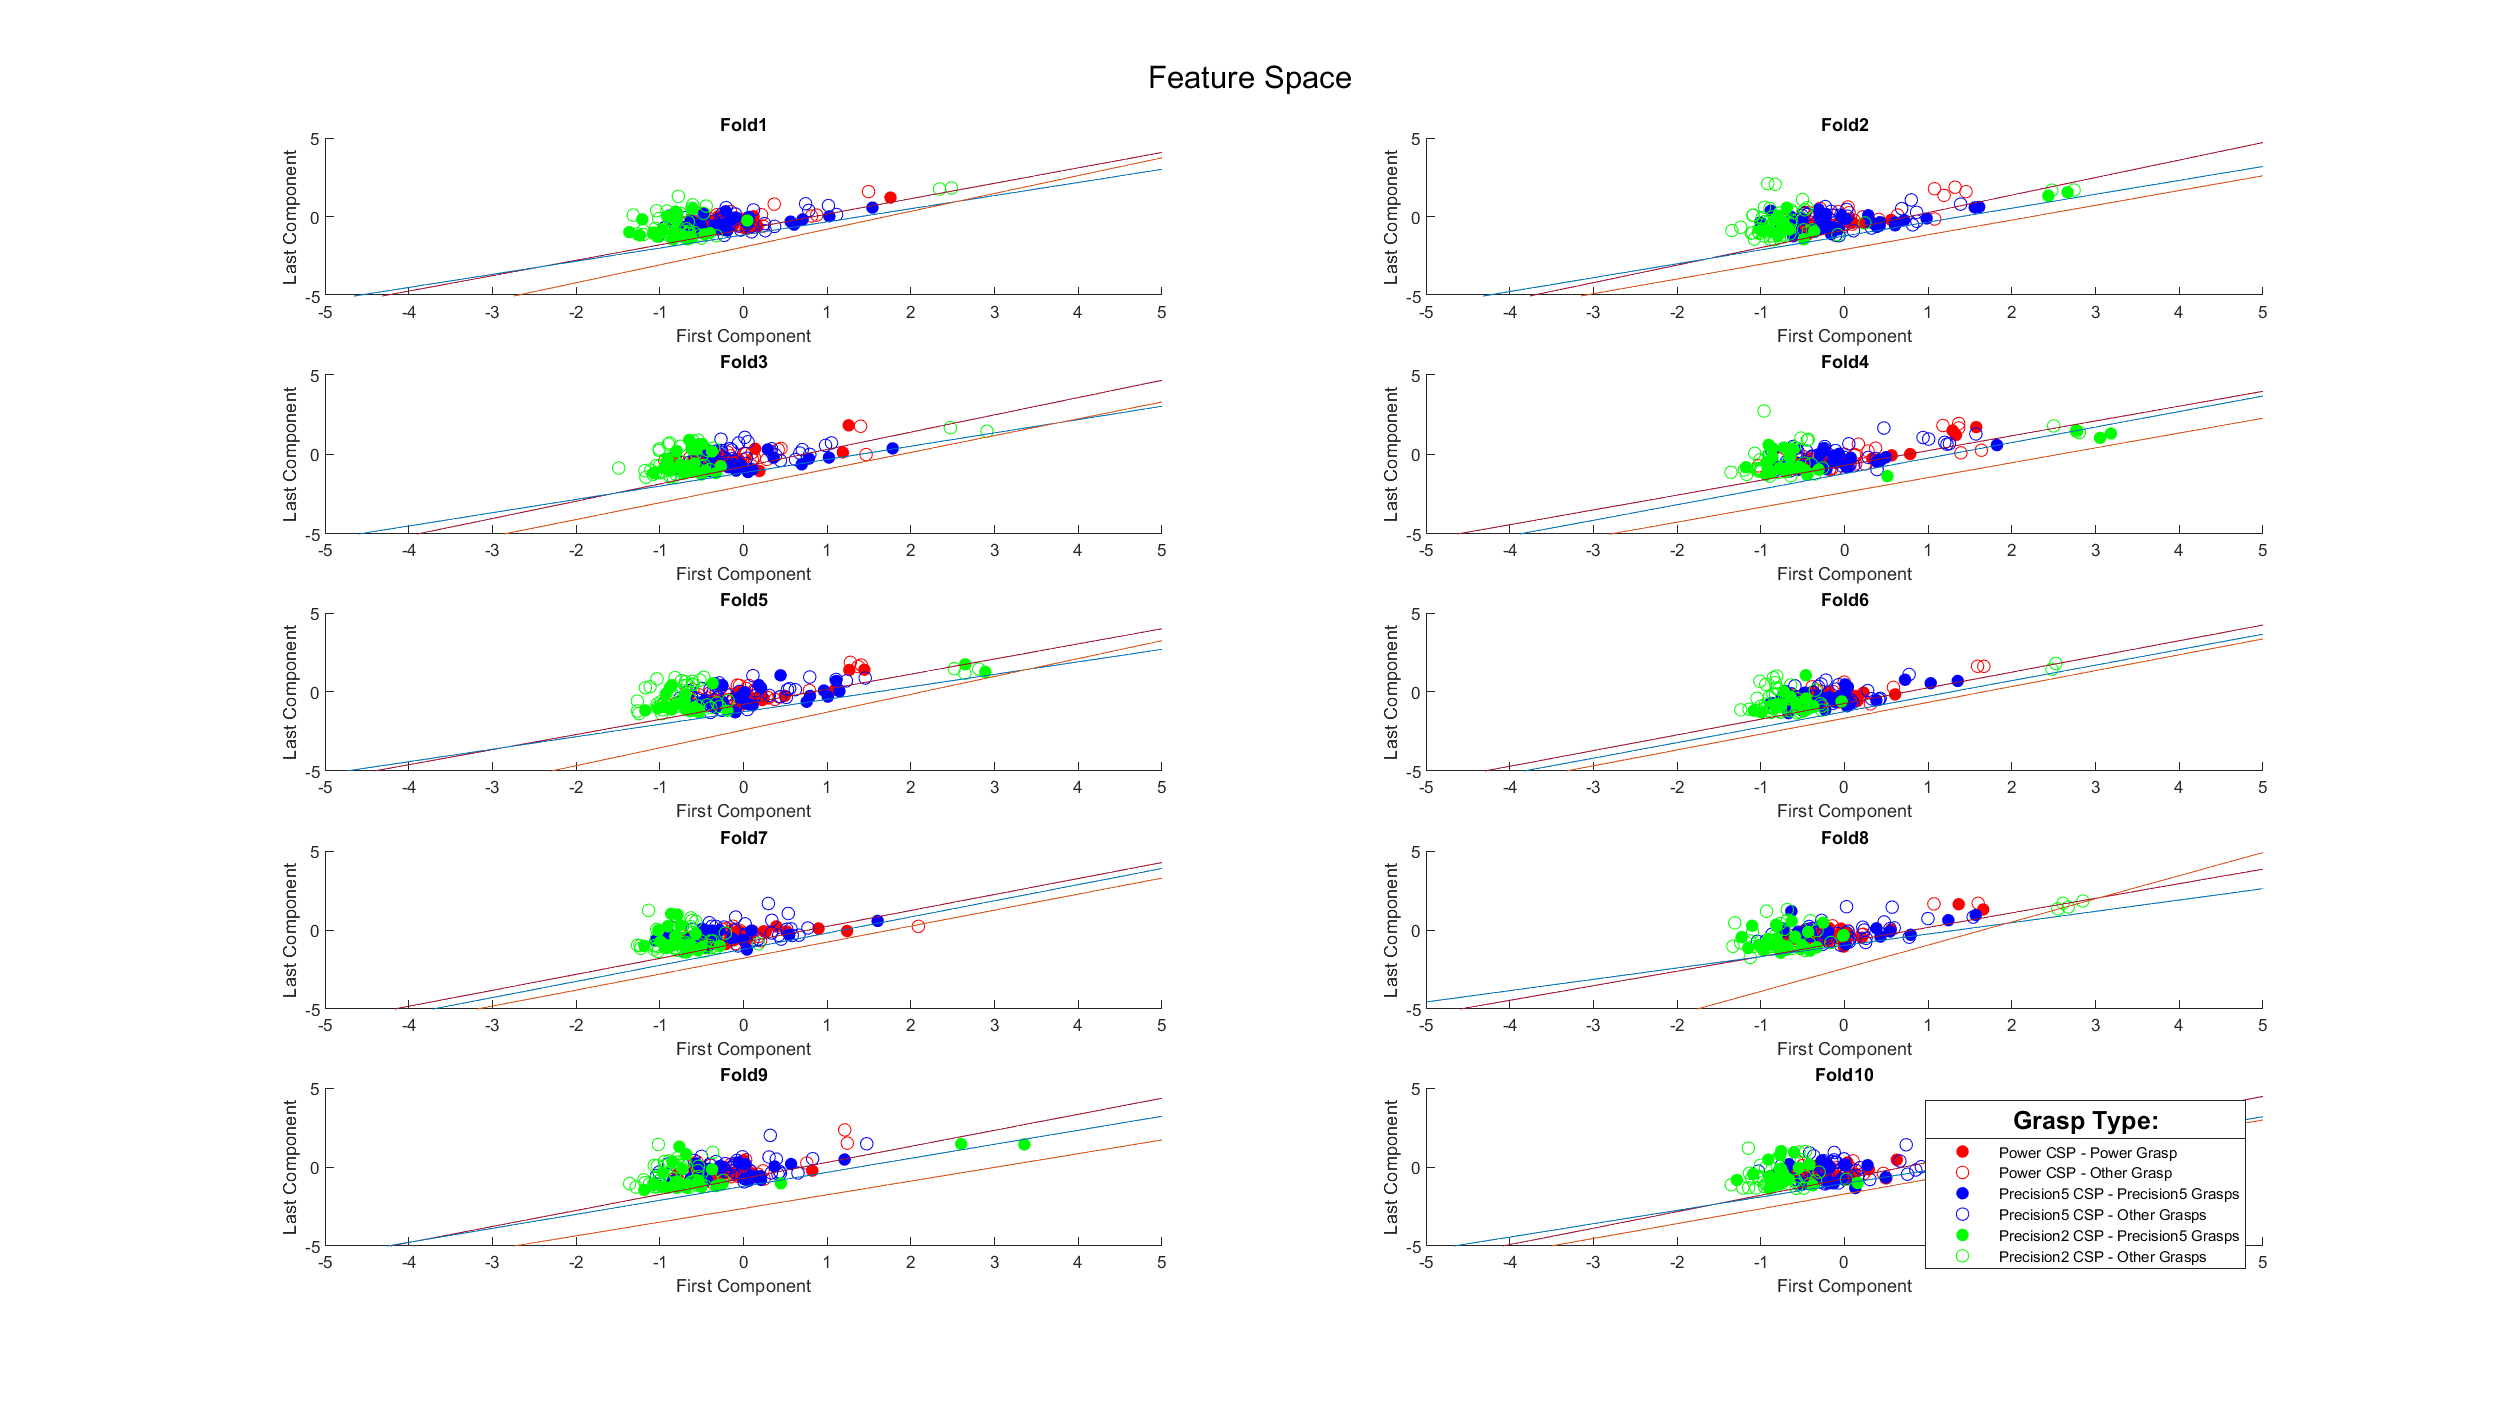 Feature Space
Fold1
5
0
-5
Last Component
-5 -4 -3 -2 -1 0 1 2 3 4 5
First Component
Fold2
5
0
-5
Last Component
-5 -4 -3 -2 -1 0 1 2 3 4 5
First Component
Fold3
5
0
-5
Last Component
-5 -4 -3 -2 -1 0 1 2 3 4 5
First Component
Fold4
5
0
-5
Last Component
-5 -4 -3 -2 -1 0 1 2 3 4 5
First Component
Fold5
5
0
-5
Last Component
-5 -4 -3 -2 -1 0 1 2 3 4 5
First Component
Fold6
5
0
-5
Last Component
-5 -4 -3 -2 -1 0 1 2 3 4 5
First Component
Fold7
5
0
-5
Last Component
-5 -4 -3 -2 -1 0 1 2 3 4 5
First Component
Fold8
5
0
-5
Last Component
-5 -4 -3 -2 -1 0 1 2 3 4 5
First Component
Fold9
5
0
-5
Last Component
-5 -4 -3 -2 -1 0 1 2 3 4 5
First Component
Fold10
5
0
-5
Last Component
-5 -4 -3 -2 -1 0 5
First Component
Grasp Type:
Power CSP - Power Grasp
Power CSP - Other Grasp
Precision5 CSP - Precision5 Grasps
Precision5 CSP - Other Grasps
Precision2 CSP - Precision5 Grasps
Precision2 CSP - Other Grasps